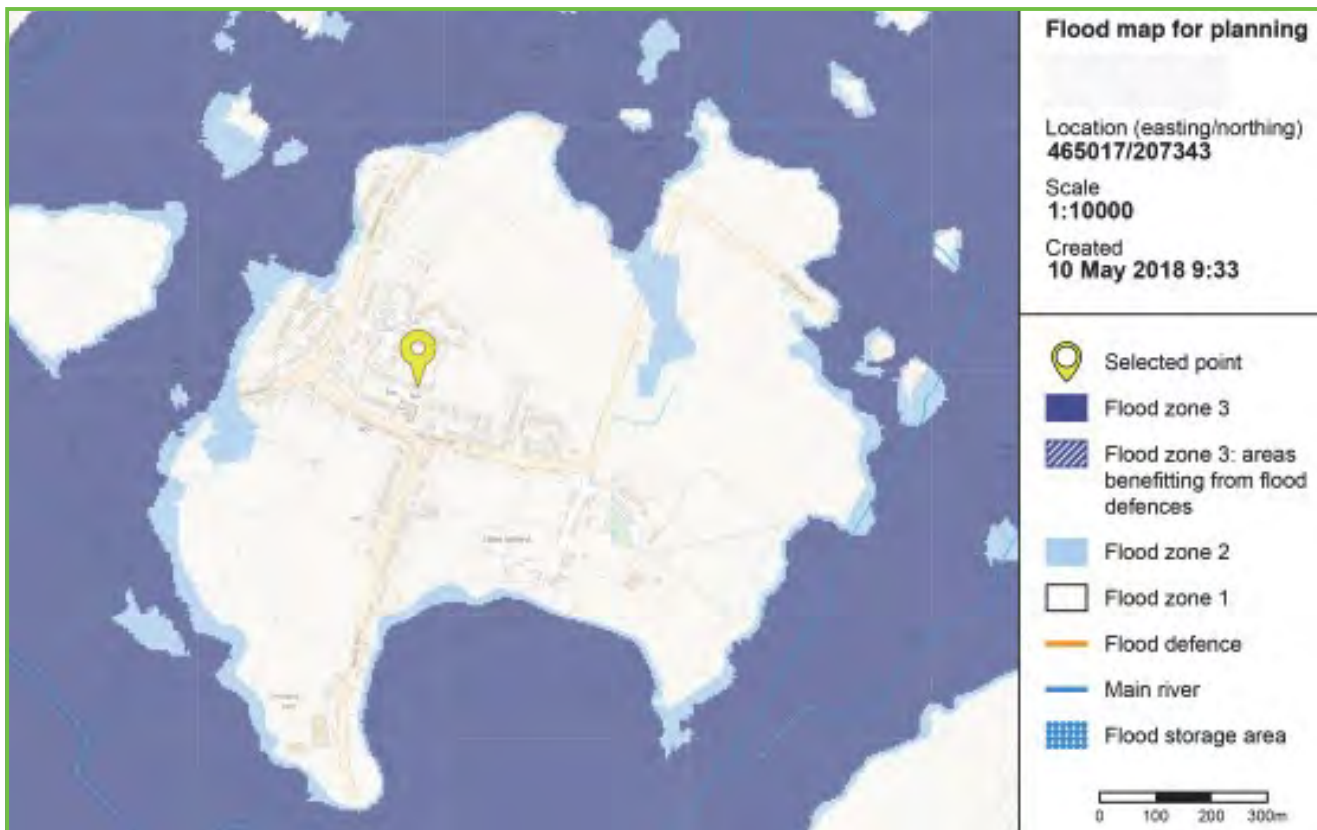 Flood map for planning
Location (easting/northing)
465017/207343
Scale
1:10000
Created
10 May 2018 9:33
Selected point
Flood zone 3
Flood zone 3: areas
benefitting from flood
defences
Flood zone 2
Flood zone 1
Flood defence
Main river
Flood storage area
0 100 200 300m